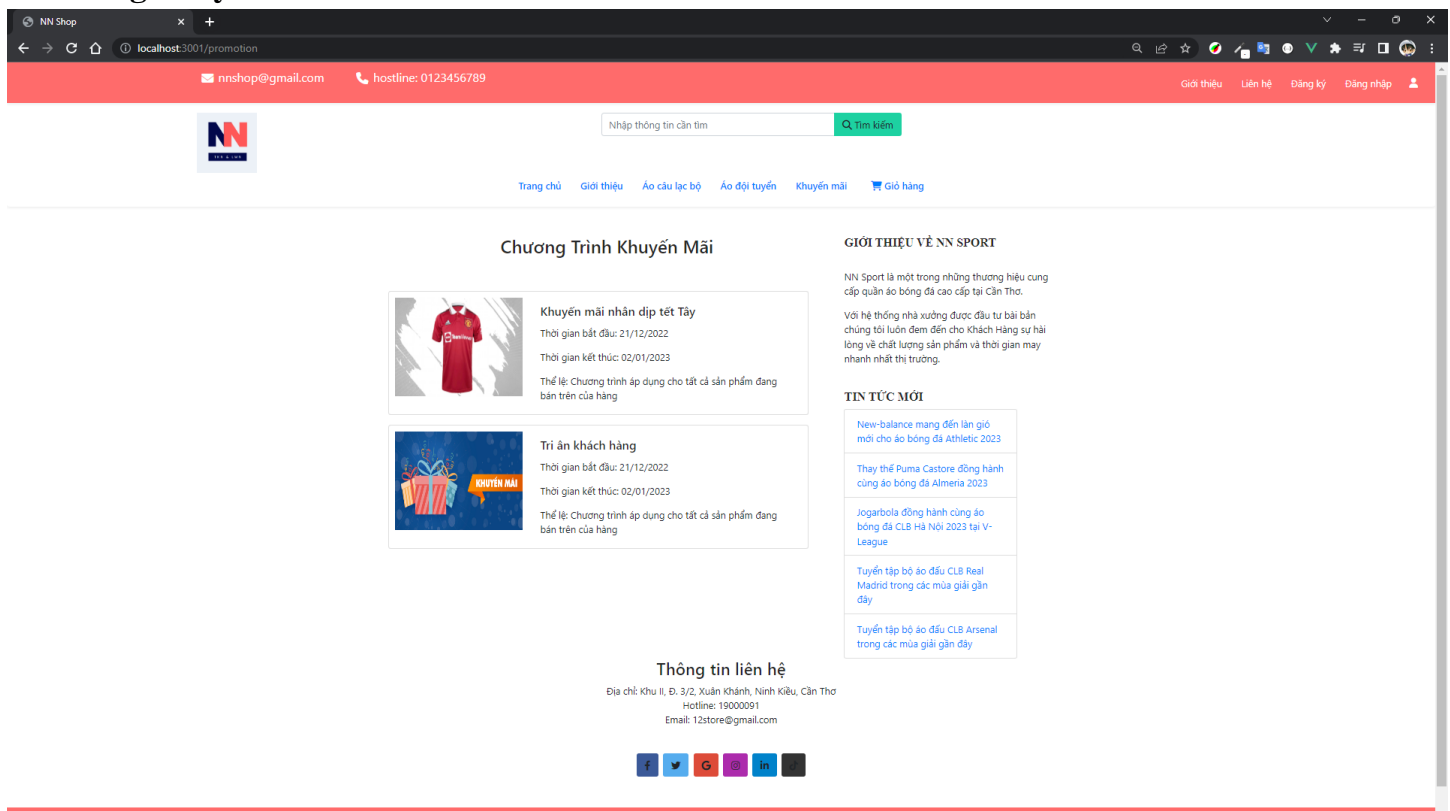 NN Shop
localhost:3001/promotion
nnshop@gmail.com
hostline: 0123456789
Giới thiệu
Liên hệ
Đăng ký
Đăng nhập
NN
Nhập thông tin cần tìm
Tìm kiếm
Trang chủ
Giới thiệu
Áo câu lạc bộ
Áo đội tuyển
Khuyến mãi
Giỏ hàng
Chương Trình Khuyến Mãi
Khuyến mãi nhân dịp tết Tây
Thời gian bắt đầu: 21/12/2022
Thời gian kết thúc: 02/01/2023
Thể lệ: Chương trình áp dụng cho tất cả sản phẩm đang
bán trên của hàng
KHUYẾN MÃI
Tri ân khách hàng
Thời gian bắt đầu: 21/12/2022
Thời gian kết thúc: 02/01/2023
Thể lệ: Chương trình áp dụng cho tất cả sản phẩm đang
bán trên của hàng
GIỚI THIỆU VỀ NN SPORT
NN Sport là một trong những thương hiệu cung
cấp quần áo bóng đá cao cấp tại Cần Thơ.
Với hệ thống nhà xưởng được đầu tư bài bản
chúng tôi luôn đem đến cho Khách Hàng sự hài
lòng về chất lượng sản phẩm và thời gian may
nhanh nhất thị trường.
TIN TỨC MỚI
New-balance mang đến làn gió
mới cho áo bóng đá Athletic 2023
Thay thế Puma Castore đồng hành
cùng áo bóng đá Almeria 2023
Jogarbola đồng hành cùng áo
bóng đá CLB Hà Nội 2023 tại V-
League
Tuyển tập bộ áo đấu CLB Real
Madrid trong các mùa giải gần
đây
Tuyển tập bộ áo đấu CLB Arsenal
trong các mùa giải gần đây
Thông tin liên hệ
Địa chỉ: Khu II, Đ. 3/2, Xuân Khánh, Ninh Kiều, Cần Thơ
Hotline: 19000091
Email: 12store@gmail.com